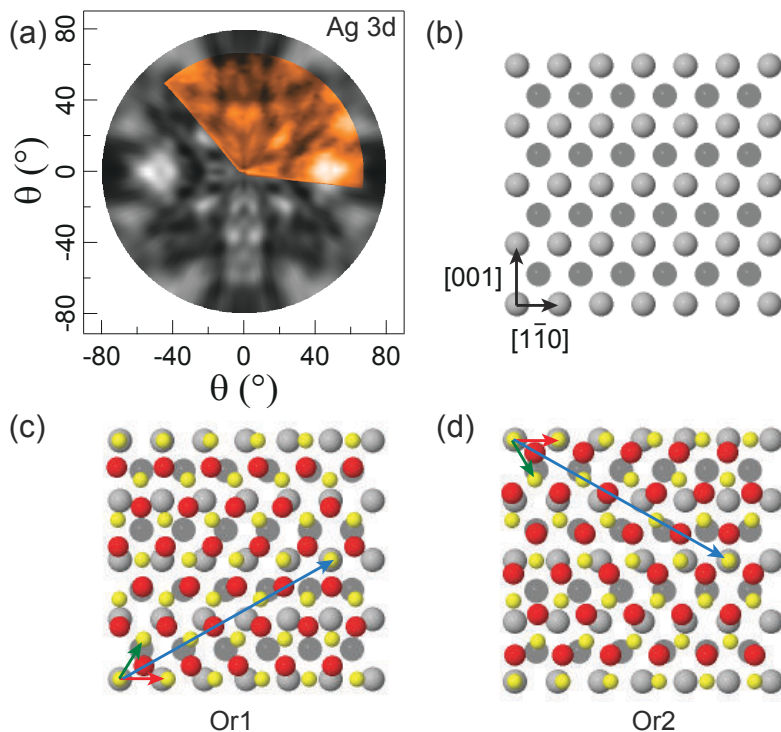 (a)
Ag 3d
80
40
0
-40
-80
θ (°)
-80 -40 0 40 80
θ (°)
(b)
[001]
[11̄0]
(c)
Or1
(d)
Or2